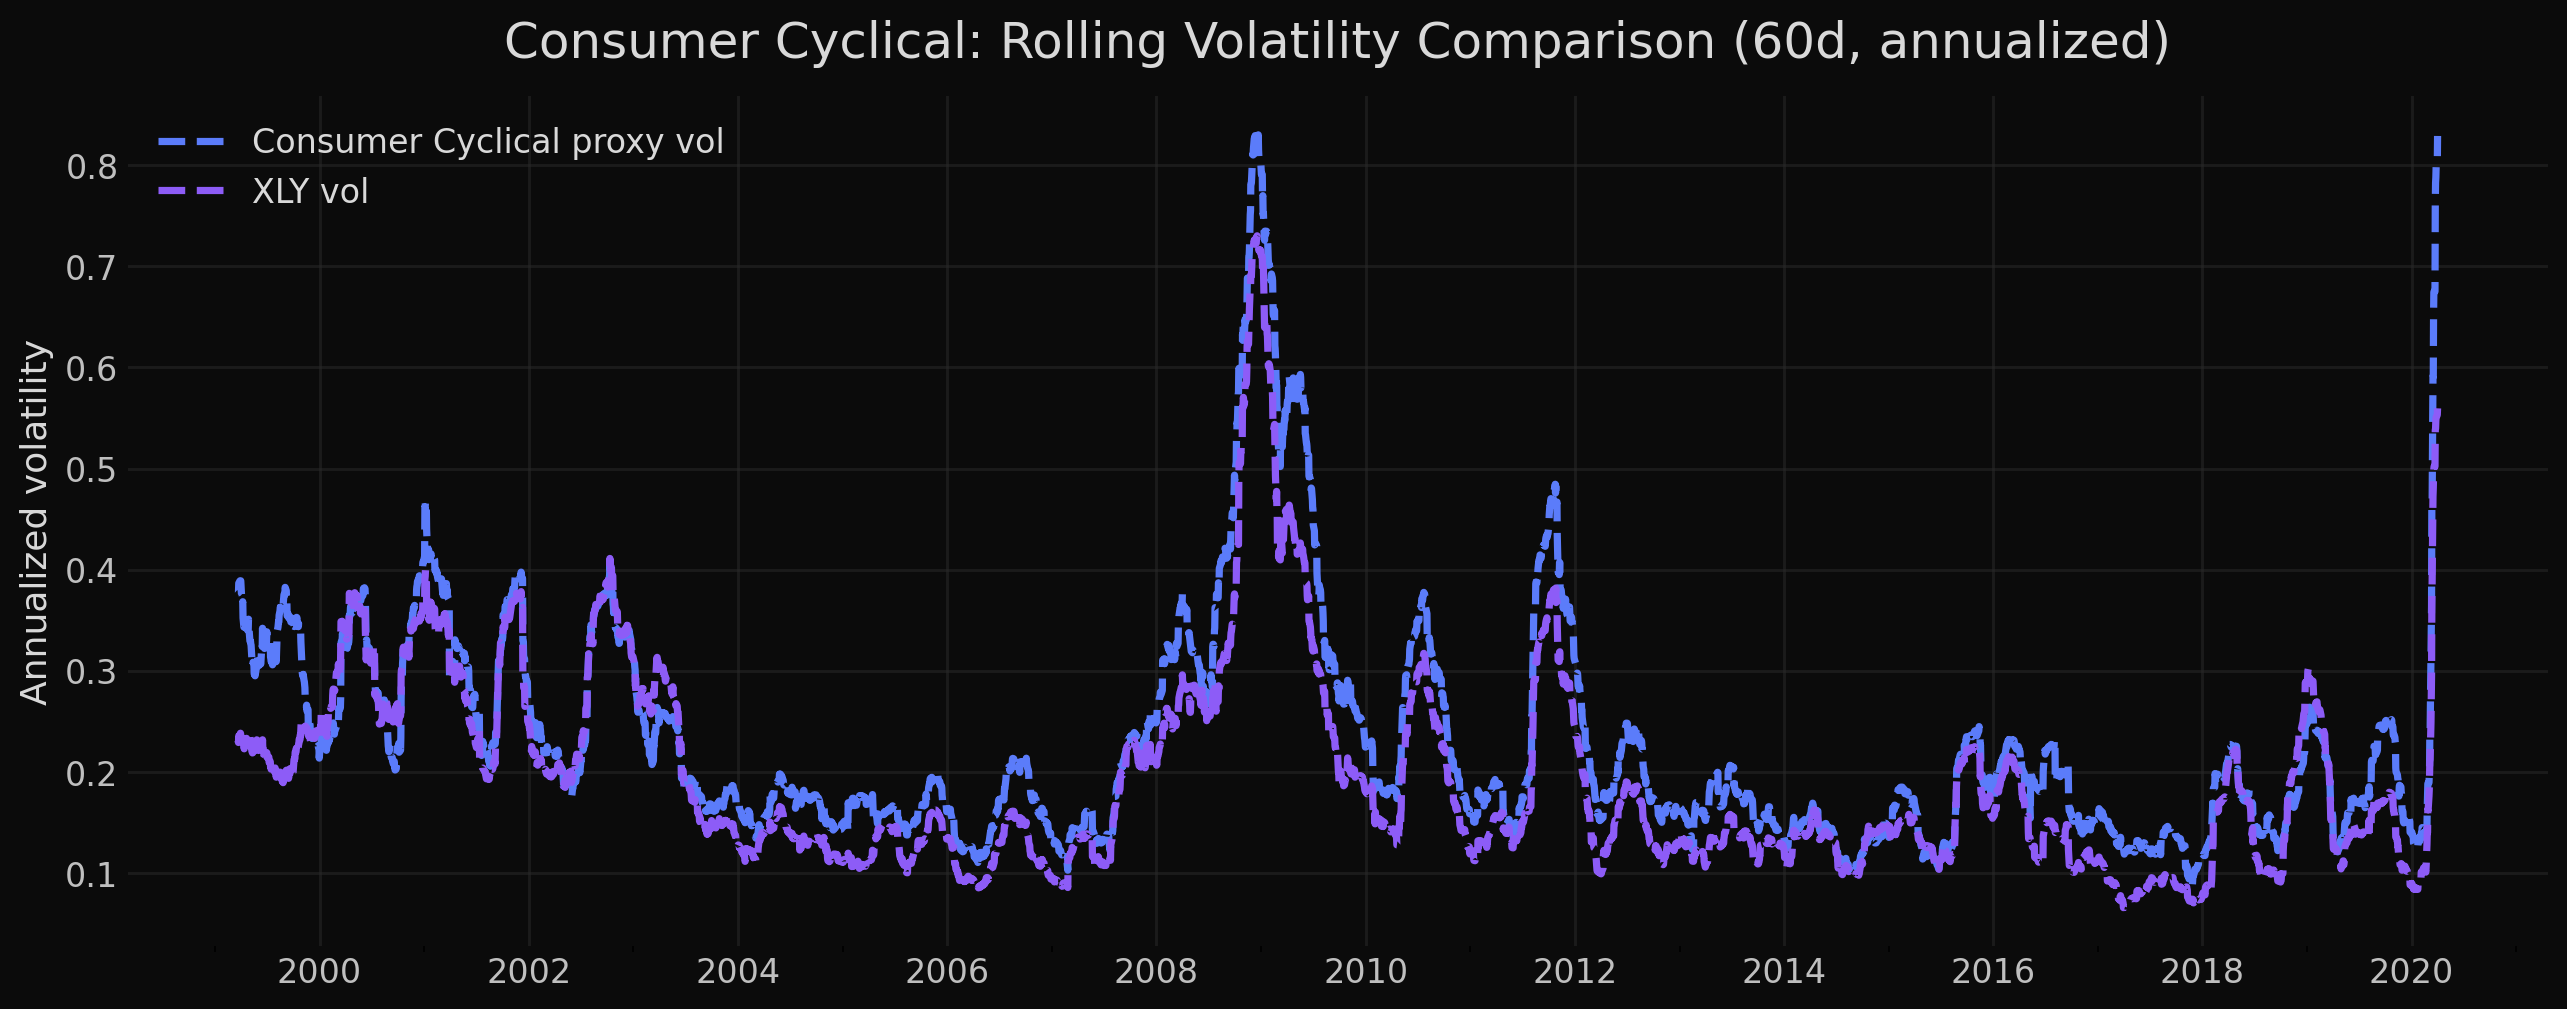 Consumer Cyclical: Rolling Volatility Comparison (60d, annualized)
Consumer Cyclical proxy vol
XLY vol
Annualized volatility
0.8
0.7
0.6
0.5
0.4
0.3
0.2
0.1
2000 2002 2004 2006 2008 2010 2012 2014 2016 2018 2020